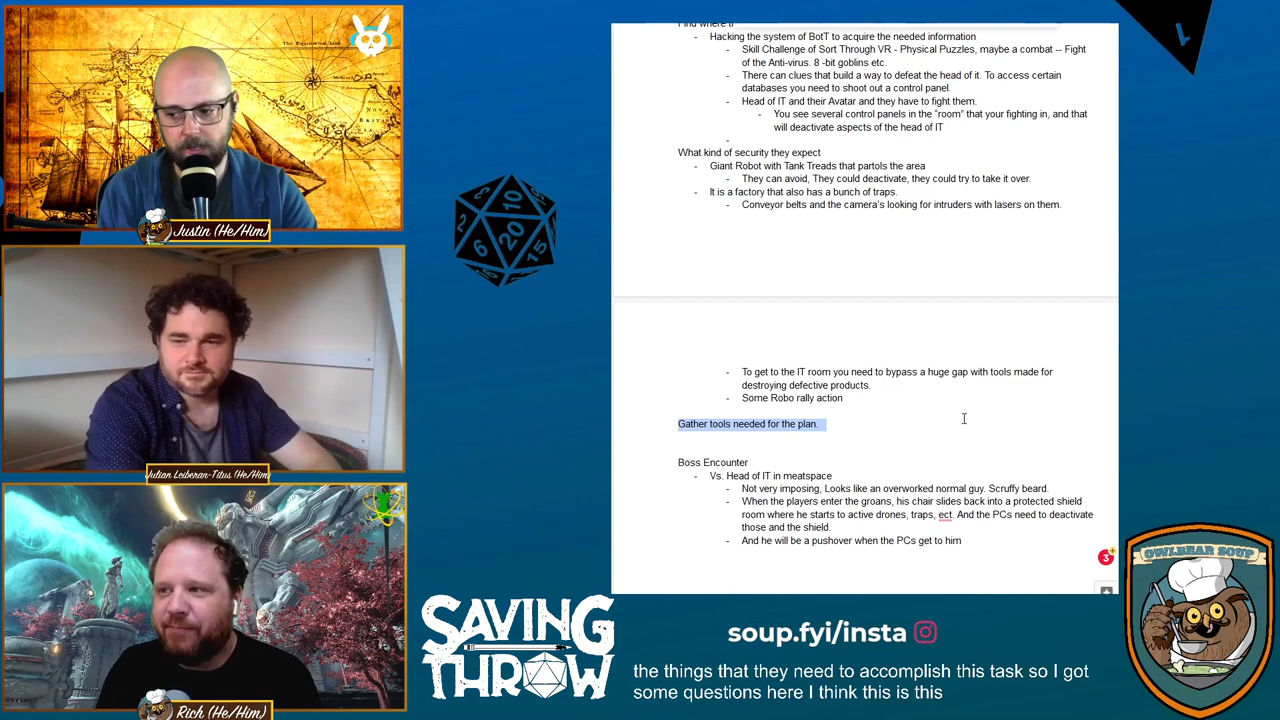 Justin (He/Him)
Julian Leiberan-Titus (He/Him)
Rich (He/Him)
Hacking the system of BotT to acquire the needed information
Skill Challenge of Sort Through VR - Physical Puzzles, maybe a combat -- Fight
of the Anti-virus. 8 -bit goblins etc.
There can clues that build a way to defeat the head of it. To access certain
databases you need to shoot out a control panel.
Head of IT and their Avatar and they have to fight them.
You see several control panels in the “room” that your fighting in, and that
will deactivate aspects of the head of IT
What kind of security they expect
Giant Robot with Tank Treads that partols the area
They can avoid, They could deactivate, they could try to take it over.
It is a factory that also has a bunch of traps.
Conveyor belts and the camera's looking for intruders with lasers on them.
To get to the IT room you need to bypass a huge gap with tools made for
destroying defective products.
Some Robo rally action
Gather tools needed for the plan.
Boss Encounter
Vs. Head of IT in meatspace
Not very imposing, Looks like an overworked normal guy. Scruffy beard.
When the players enter the groans, his chair slides back into a protected shield
room where he starts to active drones, traps, ect. And the PCs need to deactivate
those and the shield.
And he will be a pushover when the PCs get to him
3
10
20
2
6
15
1
SAVING
THROW
soup.fyi/insta
the things that they need to accomplish this task so I got
some questions here I think this is this
OWLBEAR SOUP